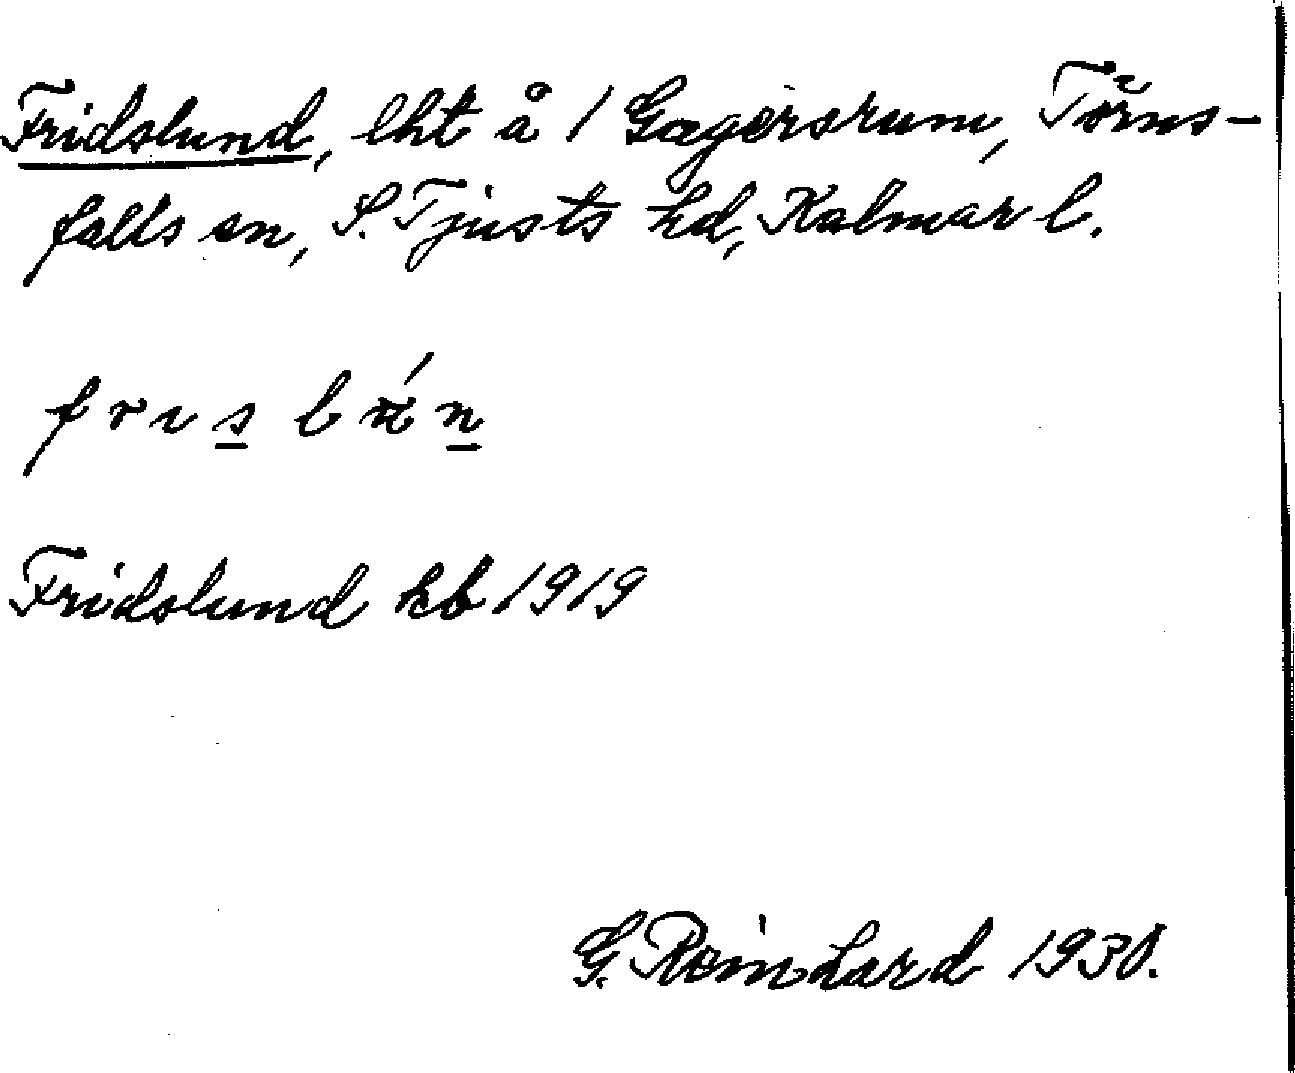 Fridslund, lht å 1 Gagersrum, Törns-
falls sn, S. Tjusts hd, Kalmar l.
Fridslund kb 1919
G. Reinhard 1930.